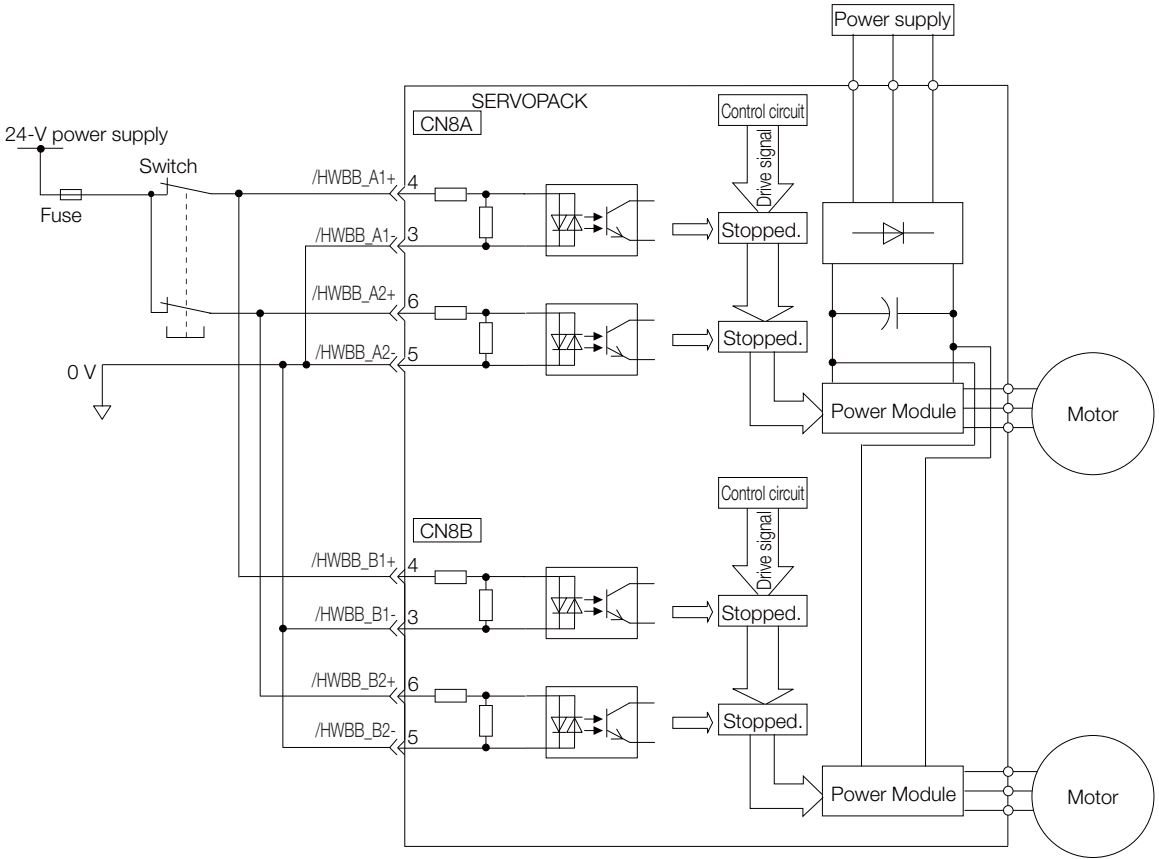 Power supply
SERVOPACK
CN8A
Control circuit
24-V power supply
Drive signal
Switch
Fuse
/HWBB_A1+
4
/HWBB_A1-
3
Stopped.
/HWBB_A2+
6
/HWBB_A2-
5
Stopped.
0 V
Power Module
Motor
CN8B
Control circuit
Drive signal
/HWBB_B1+
4
/HWBB_B1-
3
Stopped.
/HWBB_B2+
6
/HWBB_B2-
5
Stopped.
Power Module
Motor